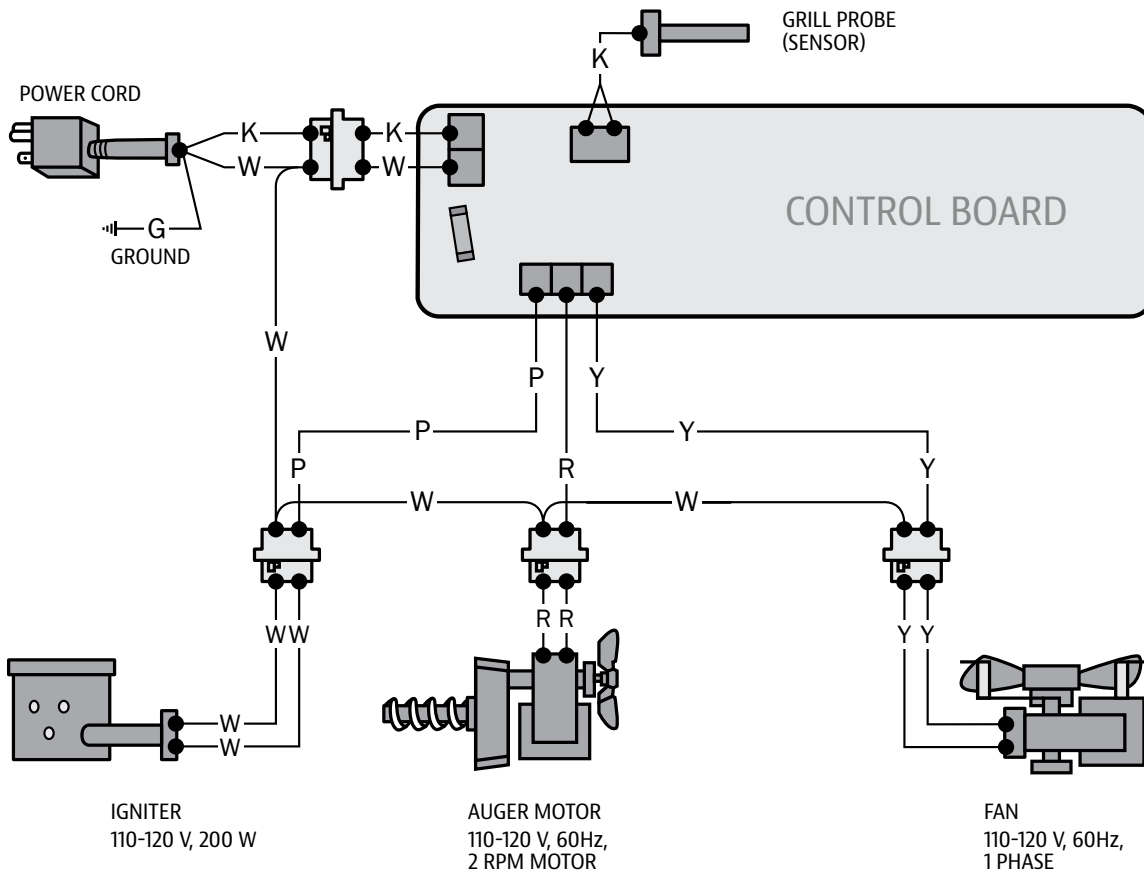 GRILL PROBE
(SENSOR)
K
POWER CORD
K
K
W
W
CONTROL BOARD
G
GROUND
W
P
Y
P
Y
P
R
Y
W
W
W
W
R
R
Y
Y
W
W
IGNITER
110-120 V, 200 W
AUGER MOTOR
110-120 V, 60Hz,
2 RPM MOTOR
FAN
110-120 V, 60Hz,
1 PHASE